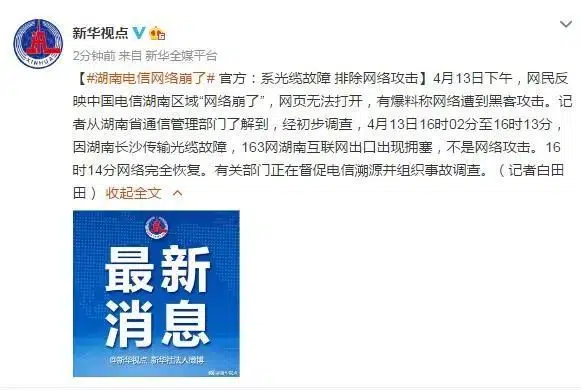 新华视点
2分钟前 来自 新华全媒平台
【#湖南电信网络崩了# 官方：系光缆故障 排除网络攻击】4月13日下午，网民反
映中国电信湖南区域“网络崩了”，网页无法打开，有爆料称网络遭到黑客攻击。记
者从湖南省通信管理部门了解到，经初步调查，4月13日16时02分至16时13分，
因湖南长沙传输光缆故障，163网湖南互联网出口出现拥塞，不是网络攻击。16
时14分网络完全恢复。有关部门正在督促电信溯源并组织事故调查。（记者白田
田） 收起全文
XINHUA
最新
消息
@新华视点 新华社法人微博